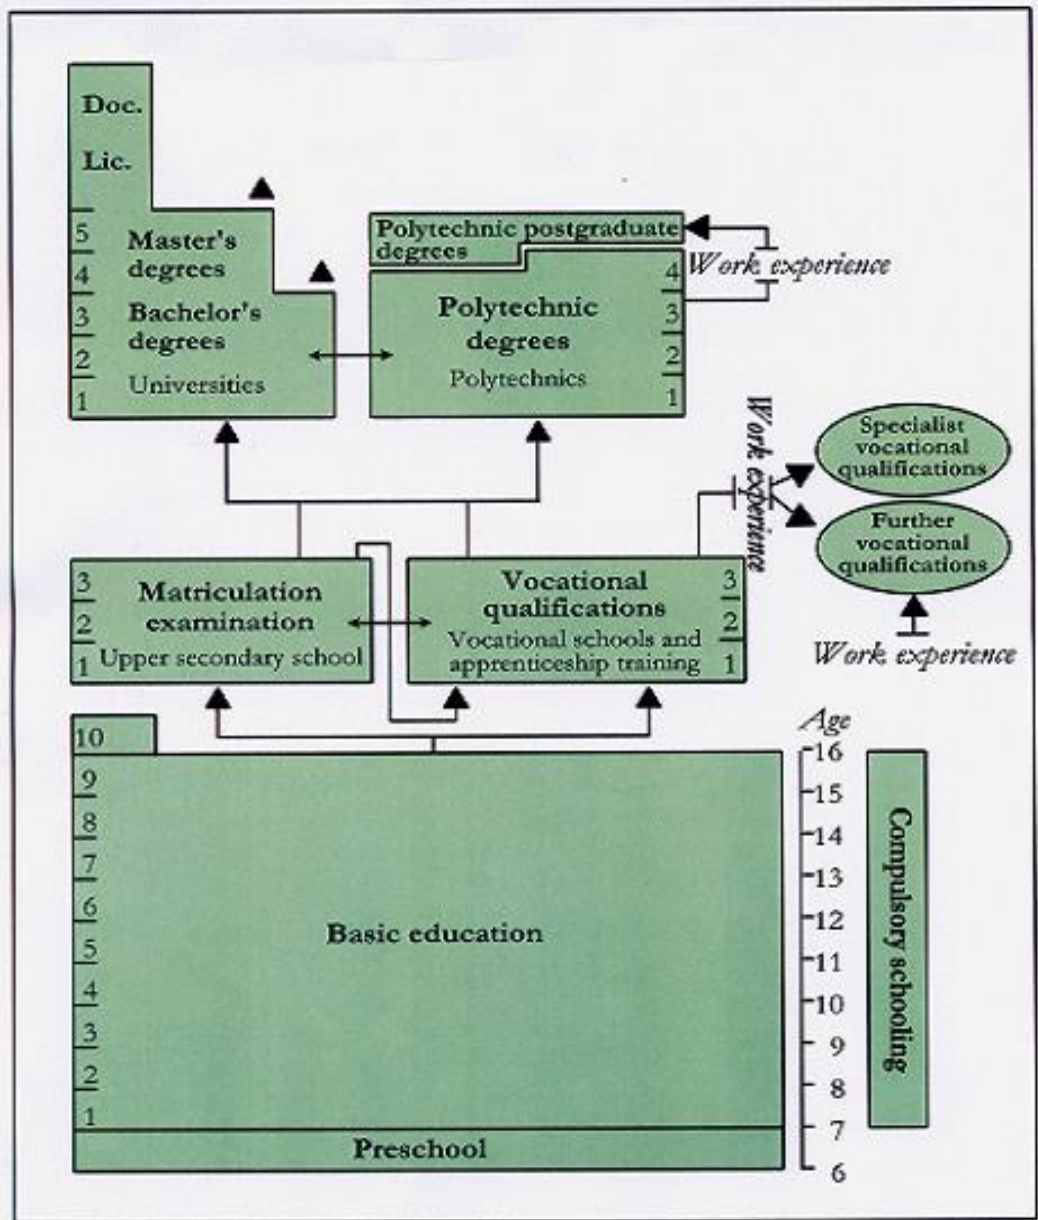 Doc.
Lic.
5
4
3
2
1
Master's
degrees
Bachelor's
degrees
Universities
Polytechnic postgraduate
degrees
Polytechnic
degrees
Polytechnics
4
3
2
1
Work experience
Work experience
Specialist
vocational
qualifications
Further
vocational
qualifications
Work experience
3
2
1
Matriculation
examination
Upper secondary school
Vocational
qualifications
Vocational schools and
apprenticeship training
3
2
1
10
9
8
7
6
5
4
3
2
1
Basic education
Preschool
Age
16
15
14
13
12
11
10
9
8
7
6
Compulsory schooling